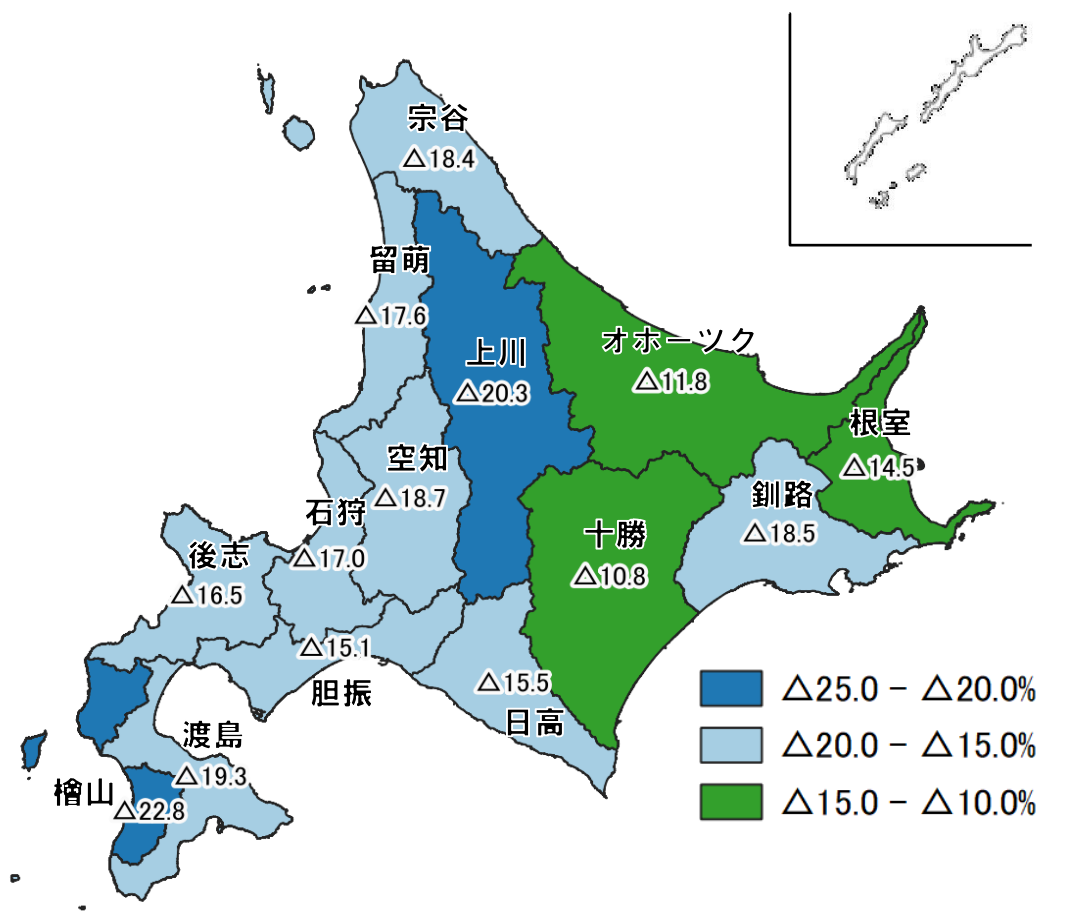 宗谷
△18.4
留萌
△17.6
上川
△20.3
オホーツク
△11.8
根室
△14.5
空知
△18.7
釧路
△18.5
石狩
△17.0
十勝
△10.8
後志
△16.5
△15.1
胆振
△15.5
日高
渡島
△19.3
檜山
△22.8
△25.0 − △20.0%
△20.0 − △15.0%
△15.0 − △10.0%